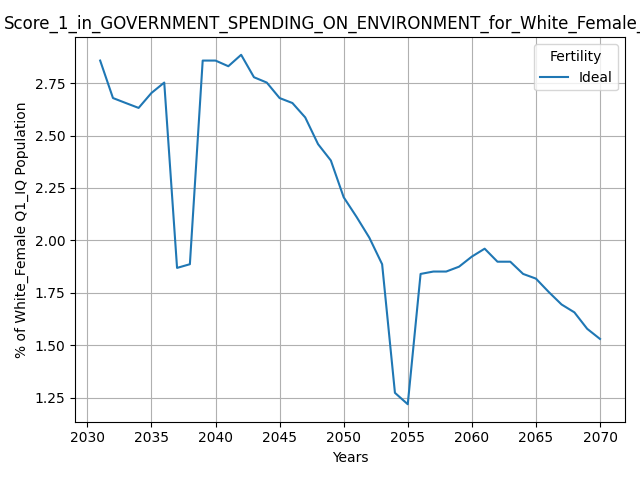 Score_1_in_GOVERNMENT_SPENDING_ON_ENVIRONMENT_for_White_Female_
Fertility
Ideal
% of White_Female Q1_IQ Population
2.75
2.50
2.25
2.00
1.75
1.50
1.25
2030 2035 2040 2045 2050 2055 2060 2065 2070
Years